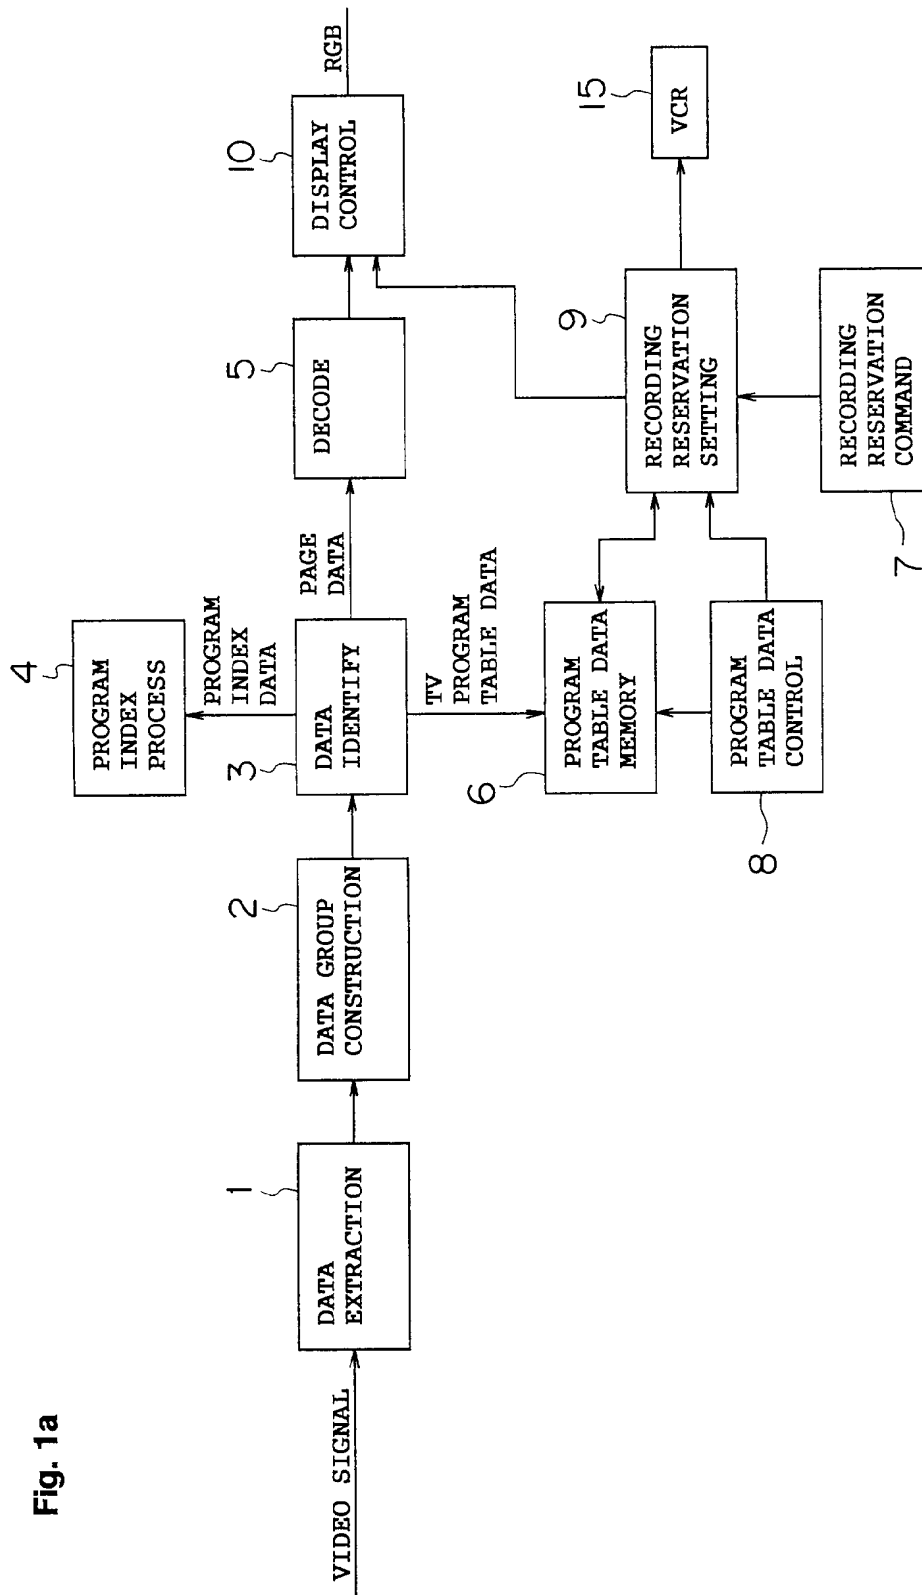 Fig. 1a
VIDEO SIGNAL
1
DATA
EXTRACTION
2
DATA GROUP
CONSTRUCTION
3
DATA
IDENTIFY
PROGRAM
INDEX
DATA
4
PROGRAM
INDEX
PROCESS
PAGE
DATA
5
DECODE
10
DISPLAY
CONTROL
RGB
TV
PROGRAM
TABLE DATA
6
PROGRAM
TABLE DATA
MEMORY
8
PROGRAM
TABLE DATA
CONTROL
9
RECORDING
RESERVATION
SETTING
7
RECORDING
RESERVATION
COMMAND
15
VCR